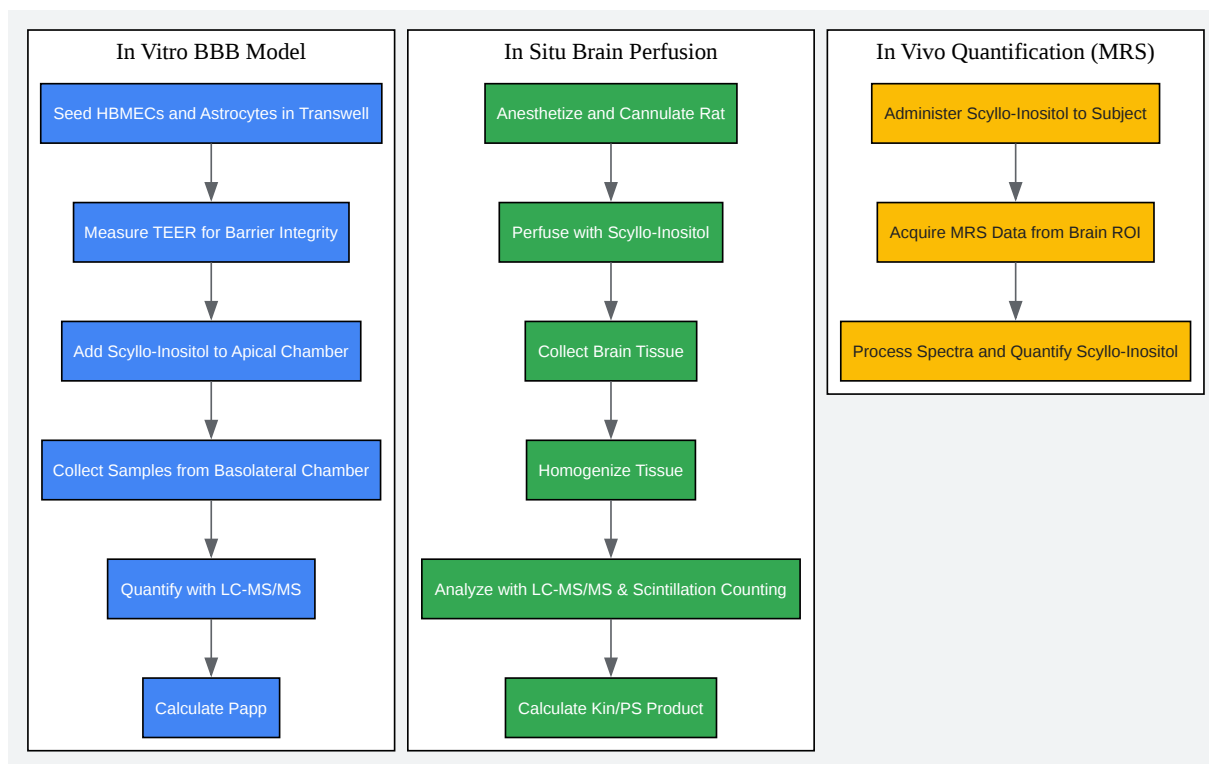 In Vitro BBB Model
Seed HBMECs and Astrocytes in Transwell
Measure TEER for Barrier Integrity
Add Scyllo-Inositol to Apical Chamber
Collect Samples from Basolateral Chamber
Quantify with LC-MS/MS
Calculate Papp
In Situ Brain Perfusion
Anesthetize and Cannulate Rat
Perfuse with Scyllo-Inositol
Collect Brain Tissue
Homogenize Tissue
Analyze with LC-MS/MS & Scintillation Counting
Calculate Kin/PS Product
In Vivo Quantification (MRS)
Administer Scyllo-Inositol to Subject
Acquire MRS Data from Brain ROI
Process Spectra and Quantify Scyllo-Inositol